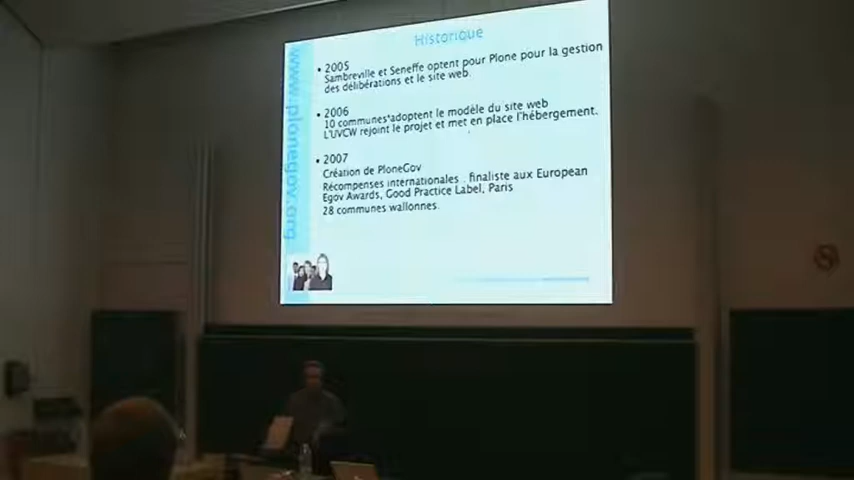 Historique
www.plonegov.org
• 2005
Sambreville et Seneffe optent pour Plone pour la gestion
des délibérations et le site web.
• 2006
10 communes adoptent le modèle du site web
L'UVCW rejoint le projet et met en place l'hébergement.
• 2007
Création de PloneGov
Récompenses internationales : finaliste aux European
Egov Awards, Good Practice Label, Paris
28 communes wallonnes.